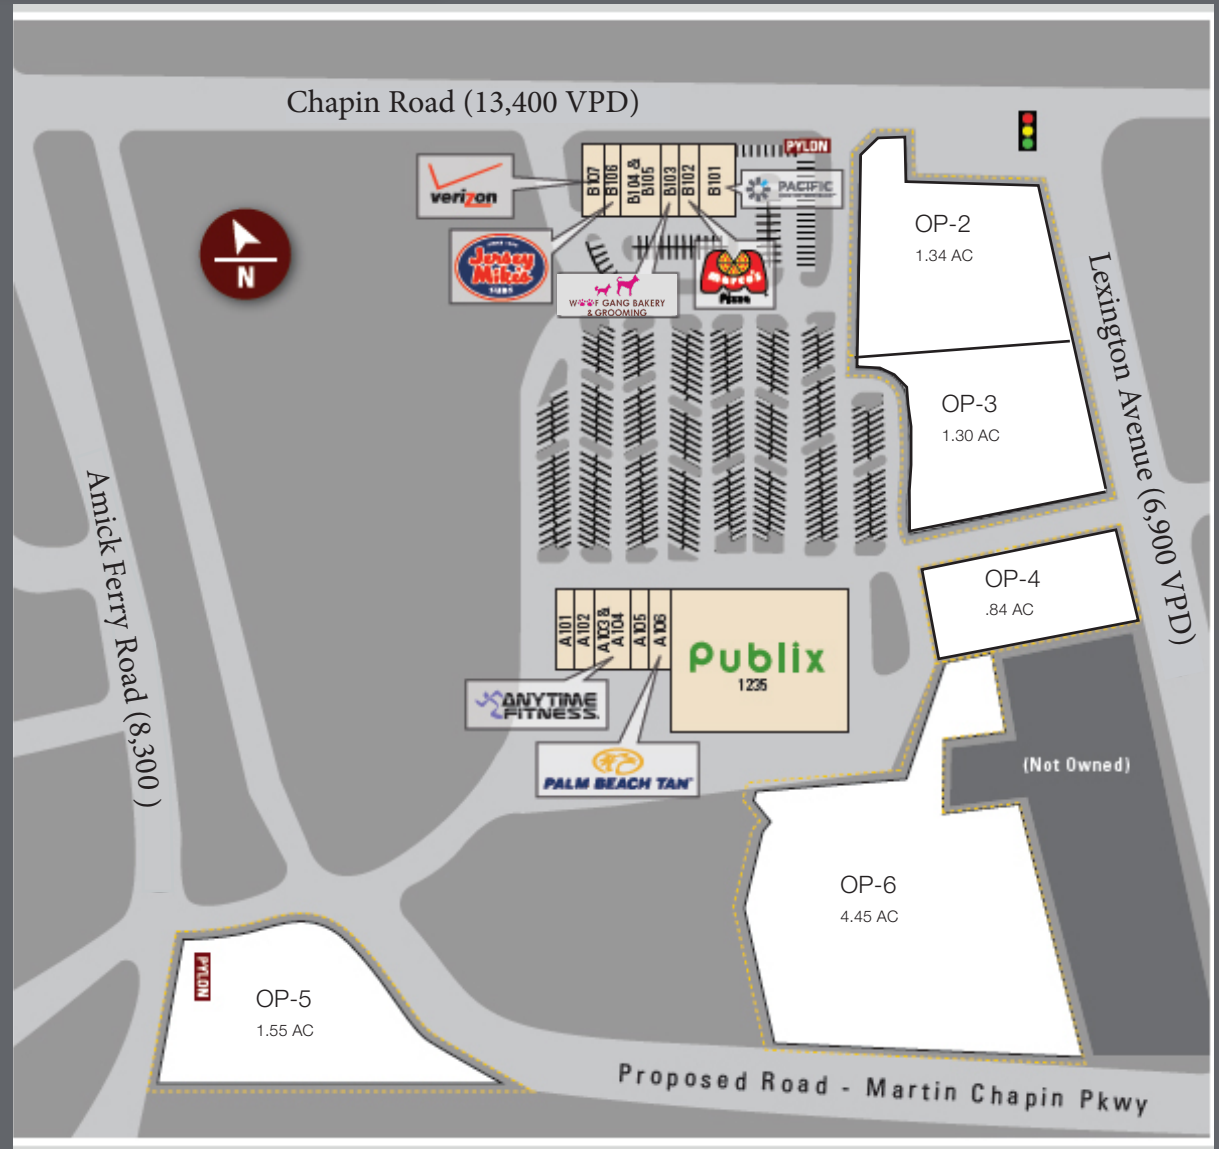 Chapin Road (13,400 VPD)
PYLON
B107
B106
B104 &
B105
B103
B102
B101
verizon
PACIFIC
Jersey
Mike's
SUBS
WOOF GANG BAKERY
& GROOMING
Marco's
Pizza
N
OP-2
1.34 AC
OP-3
1.30 AC
Lexington Avenue (6,900 VPD)
Amick Ferry Road (8,300 )
OP-4
.84 AC
A101
A102
A103 &
A104
A105
A106
Publix
1235
ANYTIME
FITNESS.
PALM BEACH TAN
(Not Owned)
OP-6
4.45 AC
PYLON
OP-5
1.55 AC
Proposed Road - Martin Chapin Pkwy